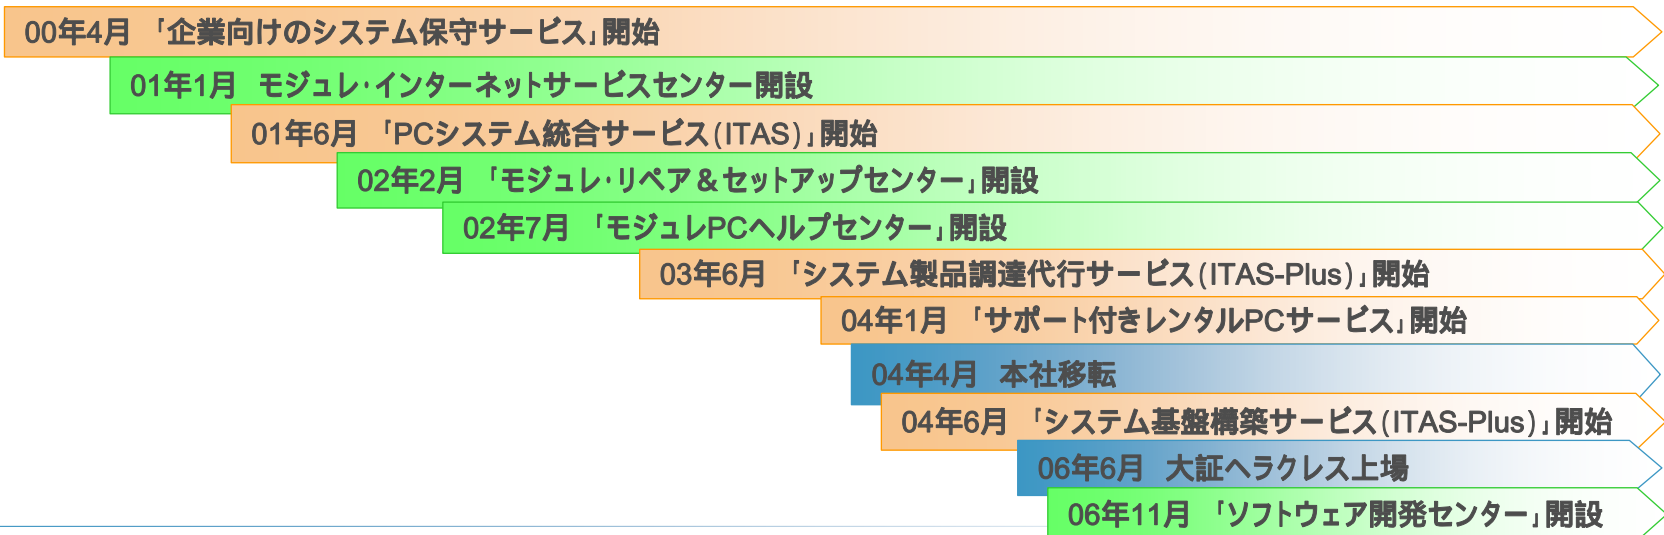 00年4月 「企業向けのシステム保守サービス」開始
01年1月 モジュレ・インターネットサービスセンター開設
01年6月 「PCシステム統合サービス(ITAS)」開始
02年2月 「モジュレ・リペア＆セットアップセンター」開設
02年7月 「モジュレPCヘルプセンター」開設
03年6月 「システム製品調達代行サービス(ITAS-Plus)」開始
04年1月 「サポート付きレンタルPCサービス」開始
04年4月 本社移転
04年6月 「システム基盤構築サービス(ITAS-Plus)」開始
06年6月 大証ヘラクレス上場
06年11月 「ソフトウェア開発センター」開設